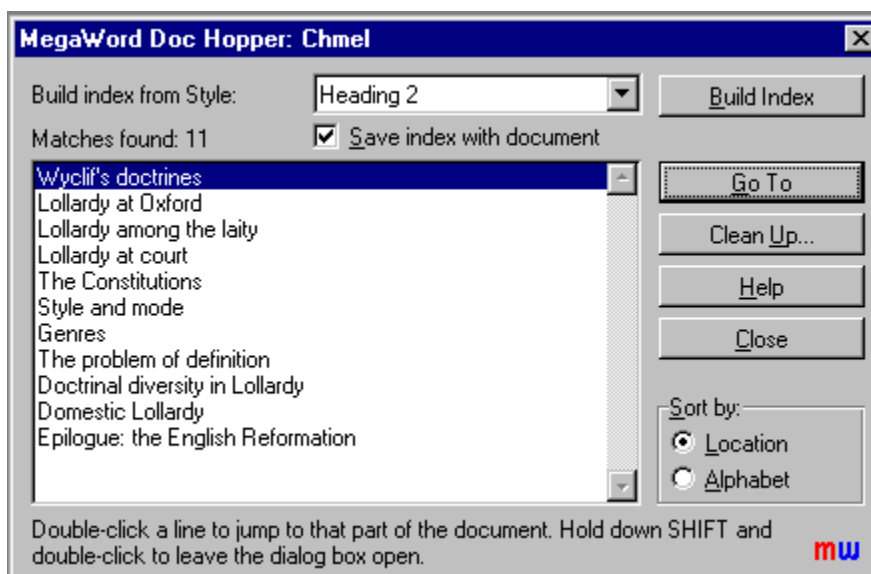 MegaWord Doc Hopper: Chmel
Build index from Style: Heading 2 Build Index
Matches found: 11 Save index with document
Wyclif's doctrines
Lollardy at Oxford
Lollardy among the laity
Lollardy at court
The Constitutions
Style and mode
Genres
The problem of definition
Doctrinal diversity in Lollardy
Domestic Lollardy
Epilogue: the English Reformation
Go To
Clean Up...
Help
Close
Sort by:
Location
Alphabet
Double-click a line to jump to that part of the document. Hold down SHIFT and
double-click to leave the dialog box open.
mw